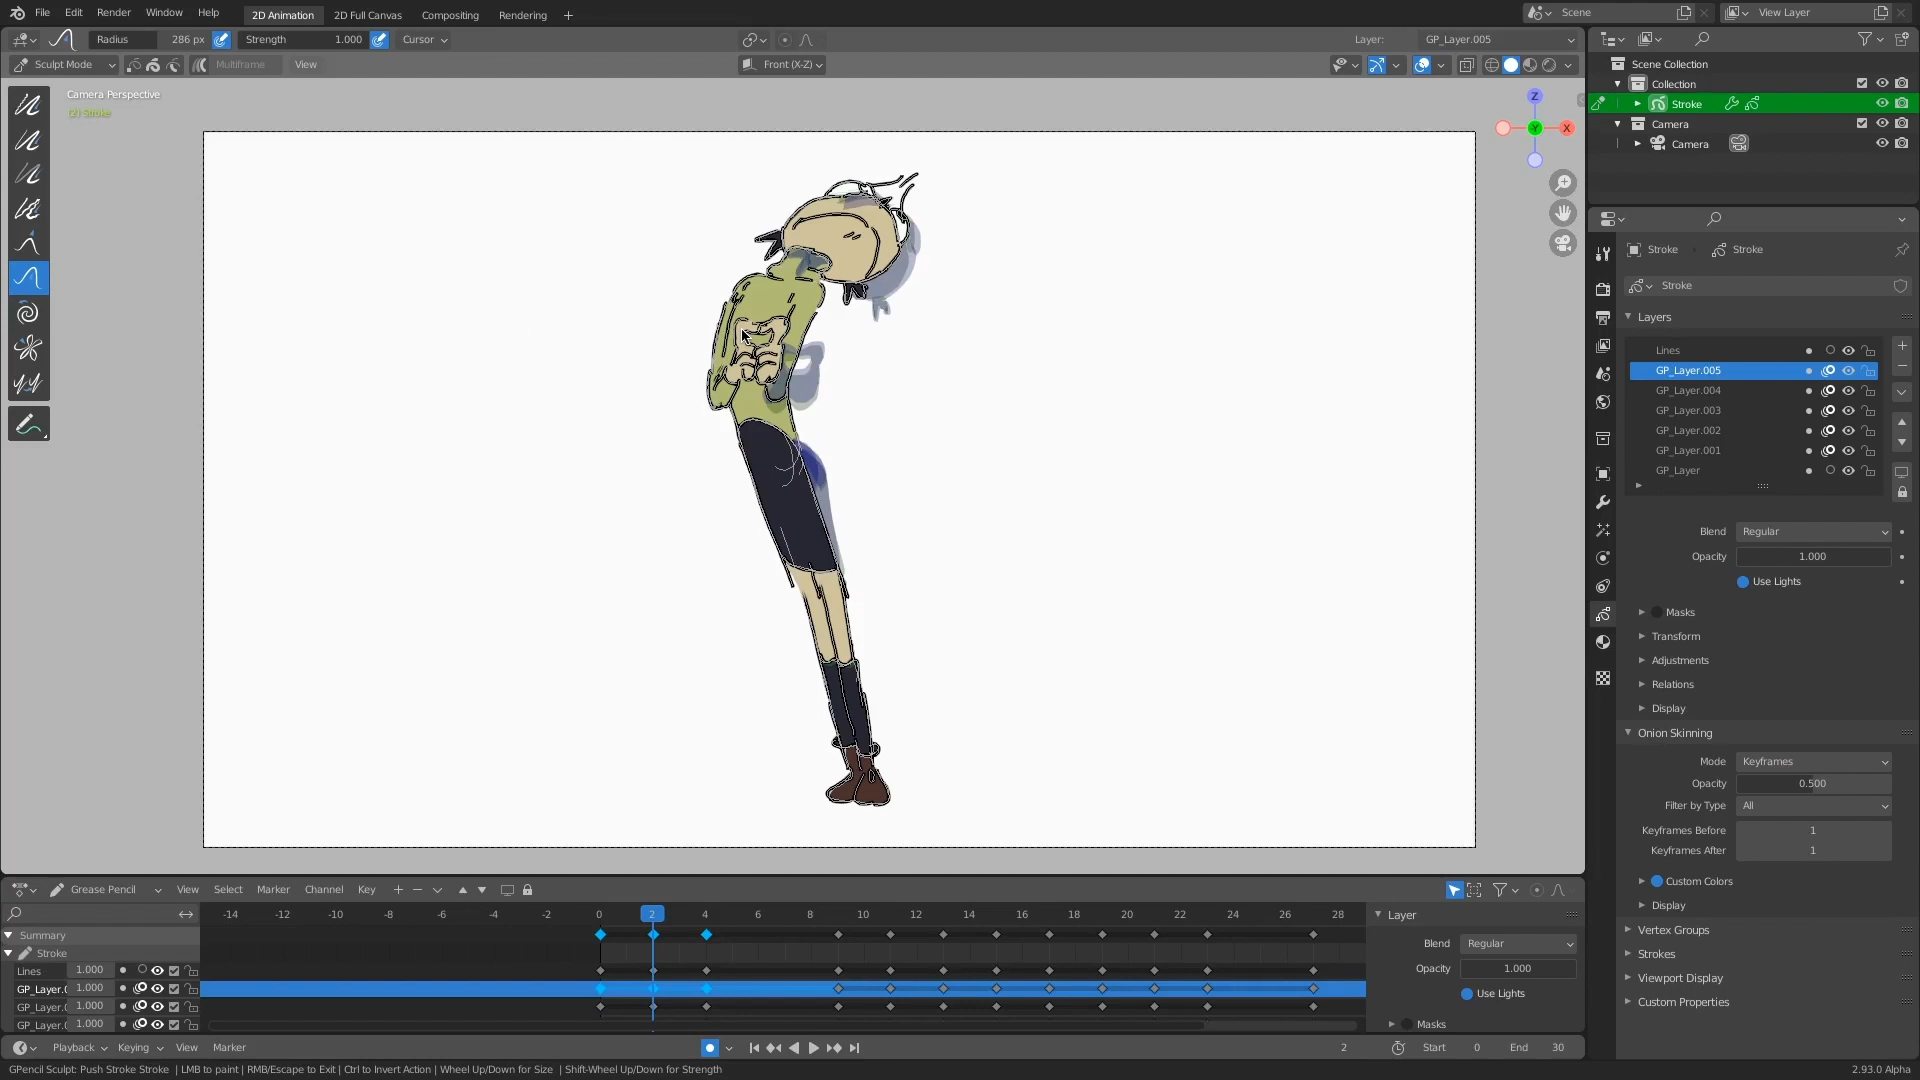 File Edit Render Window Help 2D Animation 2D Full Canvas Compositing Rendering + Scene View Layer
Radius 286 px Strength 1.000 Cursor Layer: GP_Layer.005
Sculpt Mode Multiframe View Front (X-Z)
Camera Perspective
(2) Stroke
Z
X
Y
Scene Collection
Collection
Stroke
Camera
Camera
Stroke Stroke
Stroke
Layers
Lines
GP_Layer.005
GP_Layer.004
GP_Layer.003
GP_Layer.002
GP_Layer.001
GP_Layer
Blend Regular
Opacity 1.000
Use Lights
Masks
Transform
Adjustments
Relations
Display
Onion Skinning
Mode Keyframes
Opacity 0.500
Filter by Type All
Keyframes Before 1
Keyframes After 1
Custom Colors
Display
Vertex Groups
Strokes
Viewport Display
Custom Properties
Grease Pencil View Select Marker Channel Key
-14 -12 -10 -8 -6 -4 -2 0 2 4 6 8 10 12 14 16 18 20 22 24 26 28
Summary
Stroke
Lines 1.000
GP_Layer.0 1.000
GP_Layer.0 1.000
GP_Layer.0 1.000
Layer
Blend Regular
Opacity 1.000
Use Lights
Masks
Playback Keying View Marker 2 Start 0 End 30
GPencil Sculpt: Push Stroke Stroke | LMB to paint | RMB/Escape to Exit | Ctrl to Invert Action | Wheel Up/Down for Size | Shift-Wheel Up/Down for Strength 2.93.0 Alpha